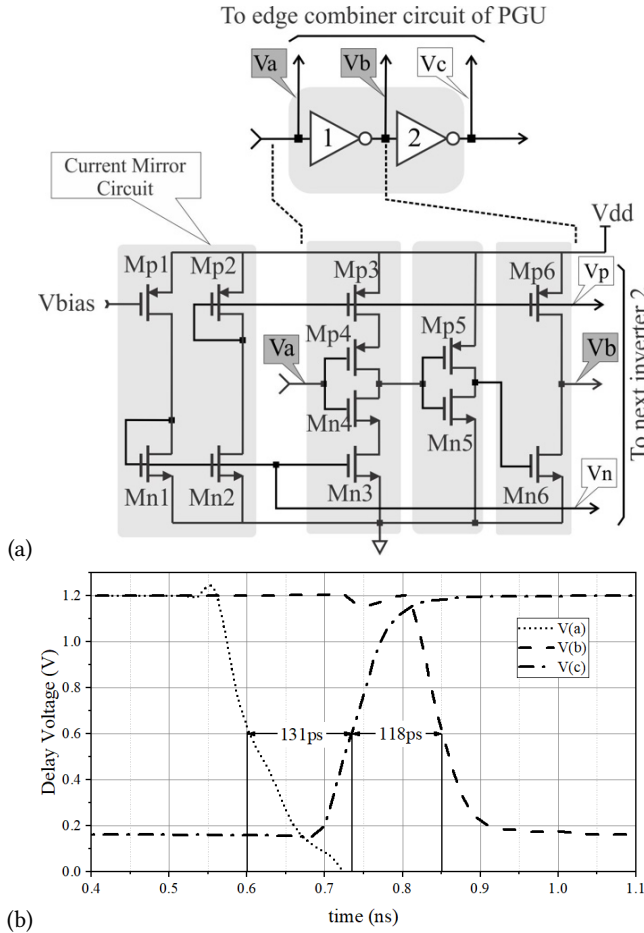 To edge combiner circuit of PGU
Va
Vb
Vc
1
2
Current Mirror
Circuit
Vdd
Mp1
Mp2
Mp3
Mp6
Vp
Vbias
Mp4
Mp5
Va
Vb
Mn4
Mn5
Mn1
Mn2
Mn3
Mn6
Vn
To next inverter 2
(a)
1.2
1.0
0.8
0.6
0.4
0.2
0.0
Delay Voltage (V)
V(a)
V(b)
V(c)
131ps
118ps
0.4
0.5
0.6
0.7
0.8
0.9
1.0
1.1
time (ns)
(b)